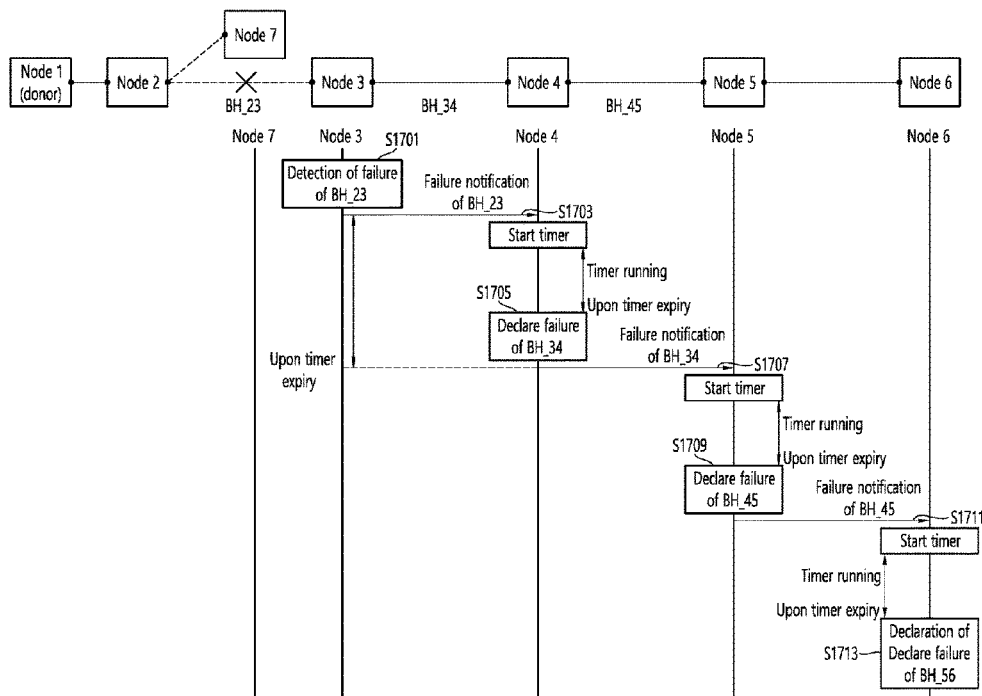 Node 7
Node 1
(donor)
Node 2
Node 3
Node 4
Node 5
Node 6
BH_23
BH_34
BH_45
Node 7
Node 3
Node 4
Node 5
Node 6
S1701
Detection of failure
of BH_23
Failure notification
of BH_23
S1703
Start timer
Timer running
S1705
Upon timer expiry
Declare failure
of BH_34
Failure notification
of BH_34
Upon timer
expiry
S1707
Start timer
Timer running
S1709
Upon timer expiry
Declare failure
of BH_45
Failure notification
of BH_45
S1711
Start timer
Timer running
Upon timer expiry
S1713
Declaration of
Declare failure
of BH_56